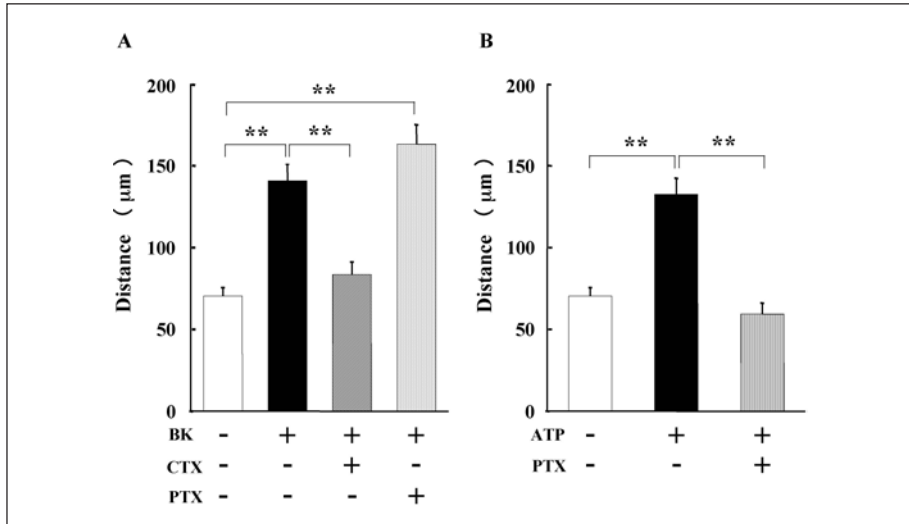 A
B
200
150
100
50
0
Distance ( μm)
**
**
**
BK - + + +
CTX - - + -
PTX - - - +
200
150
100
50
0
Distance ( μm)
**
**
ATP - + +
PTX - - +